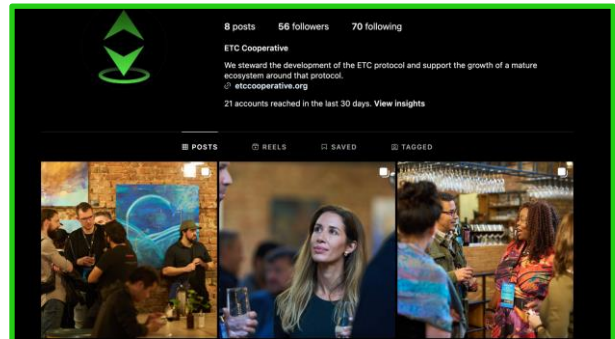 8 posts 56 followers 70 following
ETC Cooperative
We steward the development of the ETC protocol and support the growth of a mature
ecosystem around that protocol.
etccooperative.org
21 accounts reached in the last 30 days. View insights
POSTS REELS SAVED TAGGED